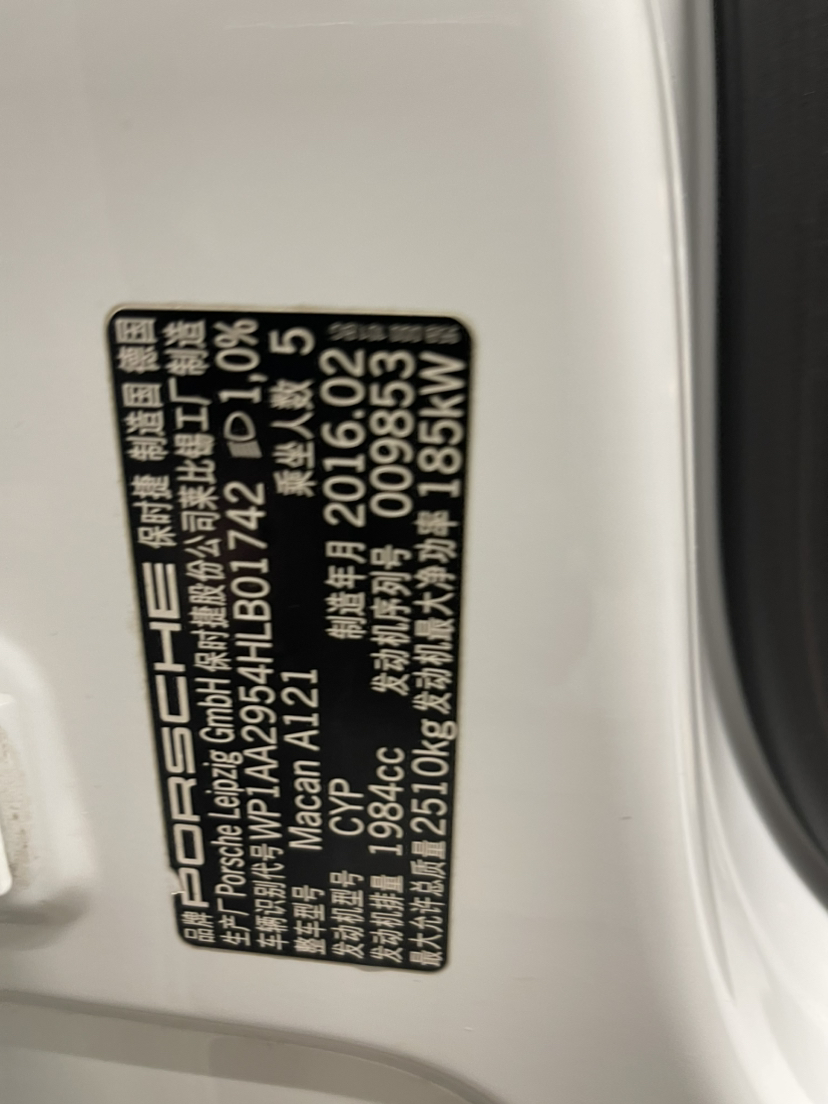 品牌 PORSCHE 保时捷 制造国 德国
生产厂 Porsche Leipzig GmbH 保时捷股份公司莱比锡工厂制造
车辆识别代号 WP1AA2954HLB01742 1,0%
整车型号 Macan A121 乘坐人数 5
发动机型号 CYP 制造年月 2016.02
发动机排量 1984cc 发动机序列号 009853
最大允许总质量 2510kg 发动机最大净功率 185kW